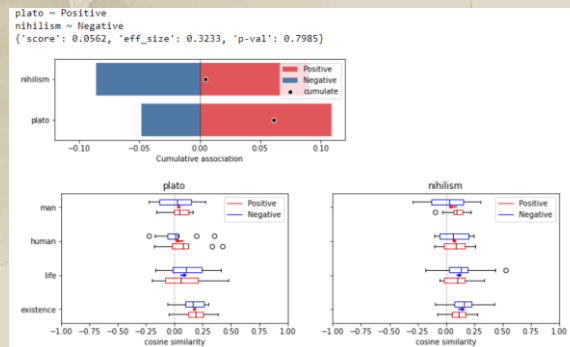 plato ~ Positive
nihilism ~ Negative
{'score': 0.0562, 'eff_size': 0.3233, 'p-val': 0.7985}
Positive
Negative
cumulate
nihilism
plato
−0.10 −0.05 0.00 0.05 0.10
Cumulative association
plato
Positive
Negative
man
human
life
existence
−1.00 −0.75 −0.50 −0.25 0.00 0.25 0.50 0.75 1.00
cosine similarity
nihilism
Positive
Negative
−1.00 −0.75 −0.50 −0.25 0.00 0.25 0.50 0.75 1.00
cosine similarity